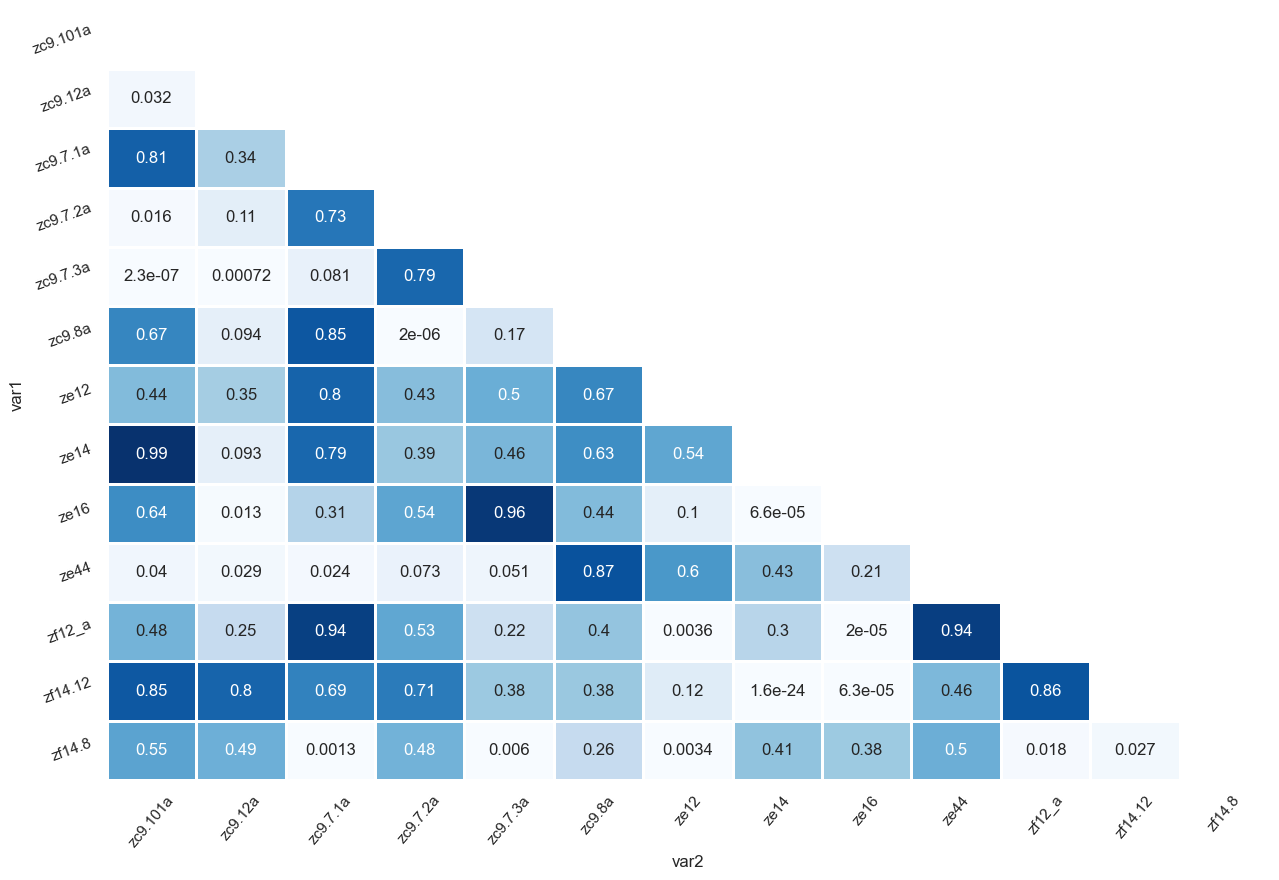 zc9.101a
zc9.12a 0.032
zc9.7.1a 0.81 0.34
zc9.7.2a 0.016 0.11 0.73
zc9.7.3a 2.3e-07 0.00072 0.081 0.79
zc9.8a 0.67 0.094 0.85 2e-06 0.17
ze12 0.44 0.35 0.8 0.43 0.5 0.67
ze14 0.99 0.093 0.79 0.39 0.46 0.63 0.54
ze16 0.64 0.013 0.31 0.54 0.96 0.44 0.1 6.6e-05
ze44 0.04 0.029 0.024 0.073 0.051 0.87 0.6 0.43 0.21
zf12_a 0.48 0.25 0.94 0.53 0.22 0.4 0.0036 0.3 2e-05 0.94
zf14.12 0.85 0.8 0.69 0.71 0.38 0.38 0.12 1.6e-24 6.3e-05 0.46 0.86
zf14.8 0.55 0.49 0.0013 0.48 0.006 0.26 0.0034 0.41 0.38 0.5 0.018 0.027
zc9.101a zc9.12a zc9.7.1a zc9.7.2a zc9.7.3a zc9.8a ze12 ze14 ze16 ze44 zf12_a zf14.12 zf14.8
var1
var2